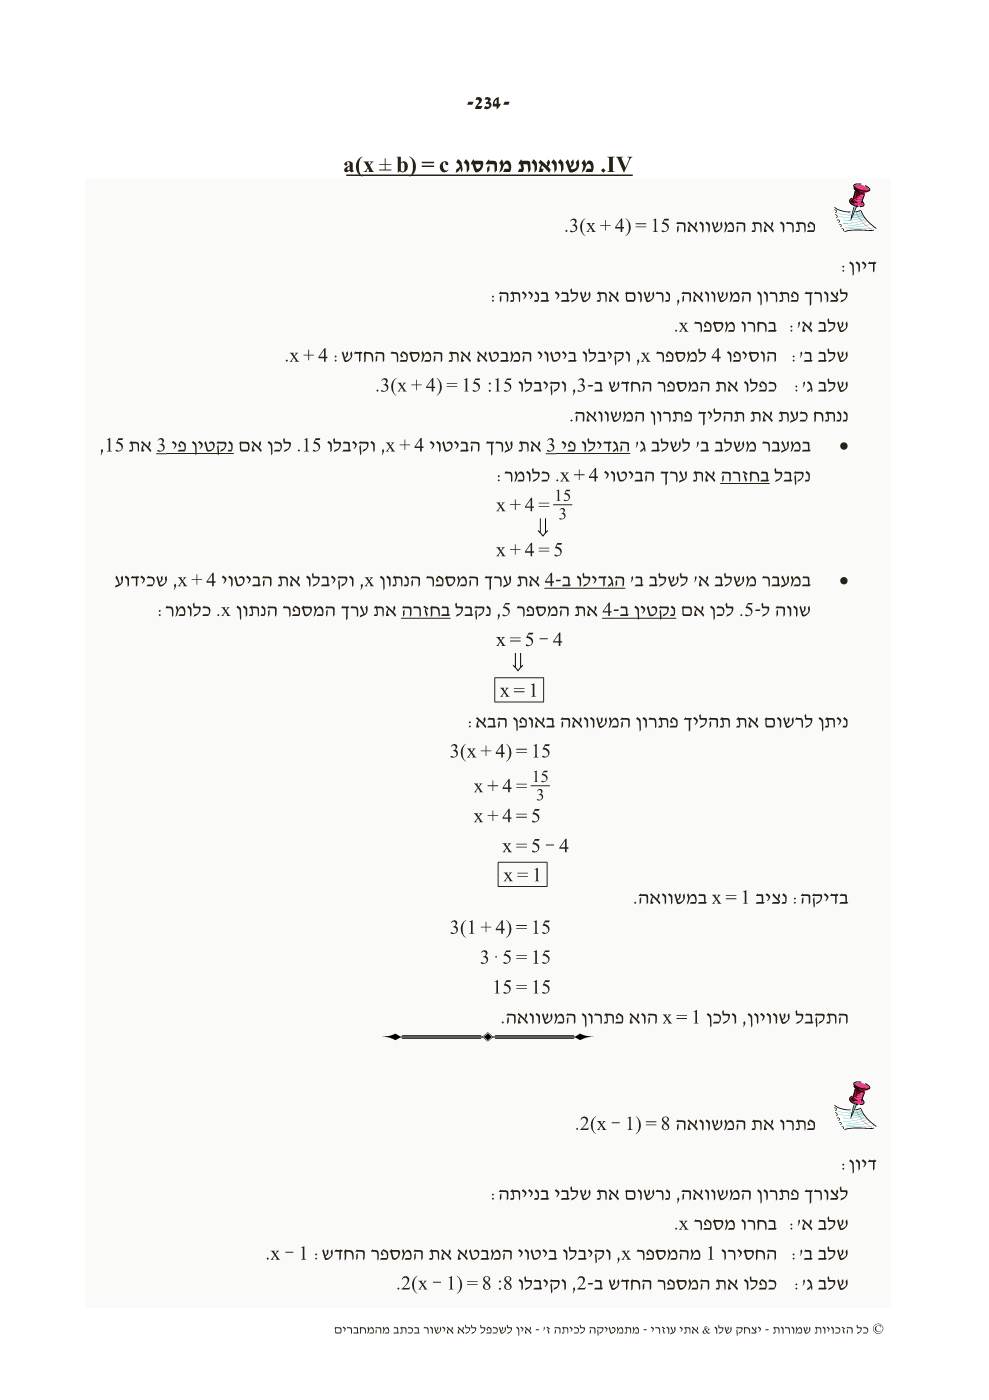 -234-
IV. משוואות מהסוג a(x ± b) = c
פתרו את המשוואה 3(x + 4) = 15.
דיון:
לצורך פתרון המשוואה, נרשום את שלבי בנייתה:
שלב א': בחרו מספר x.
שלב ב': הוסיפו 4 למספר x, וקיבלו ביטוי המבטא את המספר החדש: x + 4.
שלב ג': כפלו את המספר החדש ב-3, וקיבלו 15: 3(x + 4) = 15.
ננתח כעת את תהליך פתרון המשוואה.
• במעבר משלב ב' לשלב ג' הגדילו פי 3 את ערך הביטוי x + 4, וקיבלו 15. לכן אם נקטין פי 3 את 15,
נקבל בחזרה את ערך הביטוי x + 4. כלומר:
x + 4 = 15/3
⇓
x + 4 = 5
• במעבר משלב א' לשלב ב' הגדילו ב-4 את ערך המספר הנתון x, וקיבלו את הביטוי x + 4, שכידוע
שווה ל-5. לכן אם נקטין ב-4 את המספר 5, נקבל בחזרה את ערך המספר הנתון x. כלומר:
x = 5 − 4
⇓
x = 1
ניתן לרשום את תהליך פתרון המשוואה באופן הבא:
3(x + 4) = 15
x + 4 = 15/3
x + 4 = 5
x = 5 − 4
x = 1
בדיקה: נציב x = 1 במשוואה.
3(1 + 4) = 15
3 · 5 = 15
15 = 15
התקבל שוויון, ולכן x = 1 הוא פתרון המשוואה.
פתרו את המשוואה 2(x − 1) = 8.
דיון:
לצורך פתרון המשוואה, נרשום את שלבי בנייתה:
שלב א': בחרו מספר x.
שלב ב': החסירו 1 מהמספר x, וקיבלו ביטוי המבטא את המספר החדש: x − 1.
שלב ג': כפלו את המספר החדש ב-2, וקיבלו 8: 2(x − 1) = 8.
© כל הזכויות שמורות - יצחק שלו & אתי עוזרי - מתמטיקה לכיתה ז' - אין לשכפל ללא אישור בכתב מהמחברים